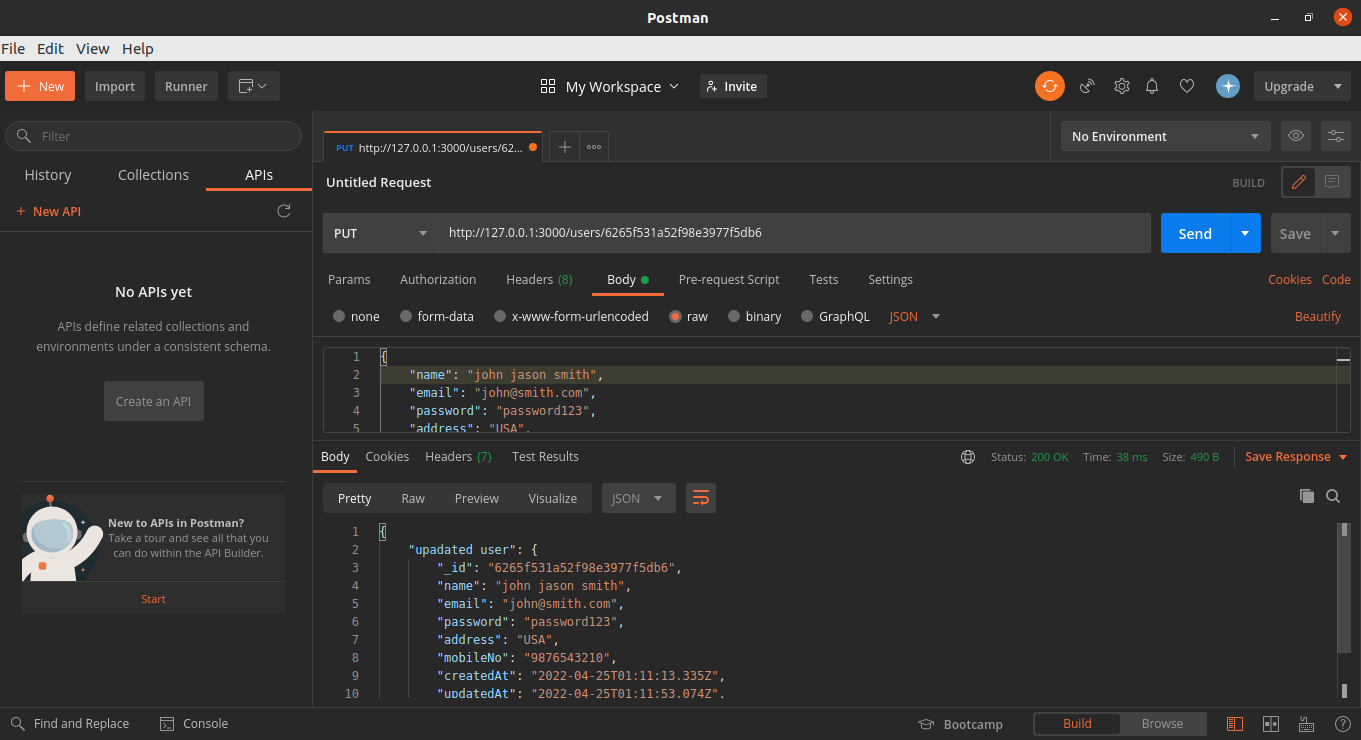 Postman
File Edit View Help
New Import Runner My Workspace Invite Upgrade
Filter
History Collections APIs
New API
No APIs yet
APIs define related collections and
environments under a consistent schema.
Create an API
New to APIs in Postman?
Take a tour and see all that you
can do within the API Builder.
Start
PUT http://127.0.0.1:3000/users/62...
No Environment
Untitled Request BUILD
PUT http://127.0.0.1:3000/users/6265f531a52f98e3977f5db6 Send Save
Params Authorization Headers (8) Body Pre-request Script Tests Settings Cookies Code
none form-data x-www-form-urlencoded raw binary GraphQL JSON Beautify
1 {
2 "name": "john jason smith",
3 "email": "john@smith.com",
4 "password": "password123",
5 "address": "USA",
Body Cookies Headers (7) Test Results Status: 200 OK Time: 38 ms Size: 490 B Save Response
Pretty Raw Preview Visualize JSON
1 {
2 "upadated user": {
3 "_id": "6265f531a52f98e3977f5db6",
4 "name": "john jason smith",
5 "email": "john@smith.com",
6 "password": "password123",
7 "address": "USA",
8 "mobileNo": "9876543210",
9 "createdAt": "2022-04-25T01:11:13.335Z",
10 "updatedAt": "2022-04-25T01:11:53.074Z",
Find and Replace Console Bootcamp Build Browse